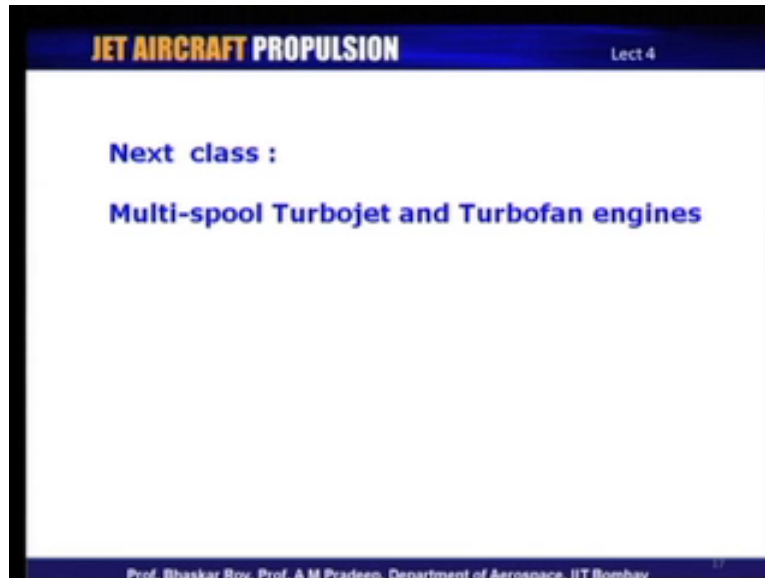 JET AIRCRAFT PROPULSION
Lect 4
Next class :
Multi-spool Turbojet and Turbofan engines
Prof. Bhaskar Roy, Prof. A M Pradeep, Department of Aerospace, IIT Bombay
17